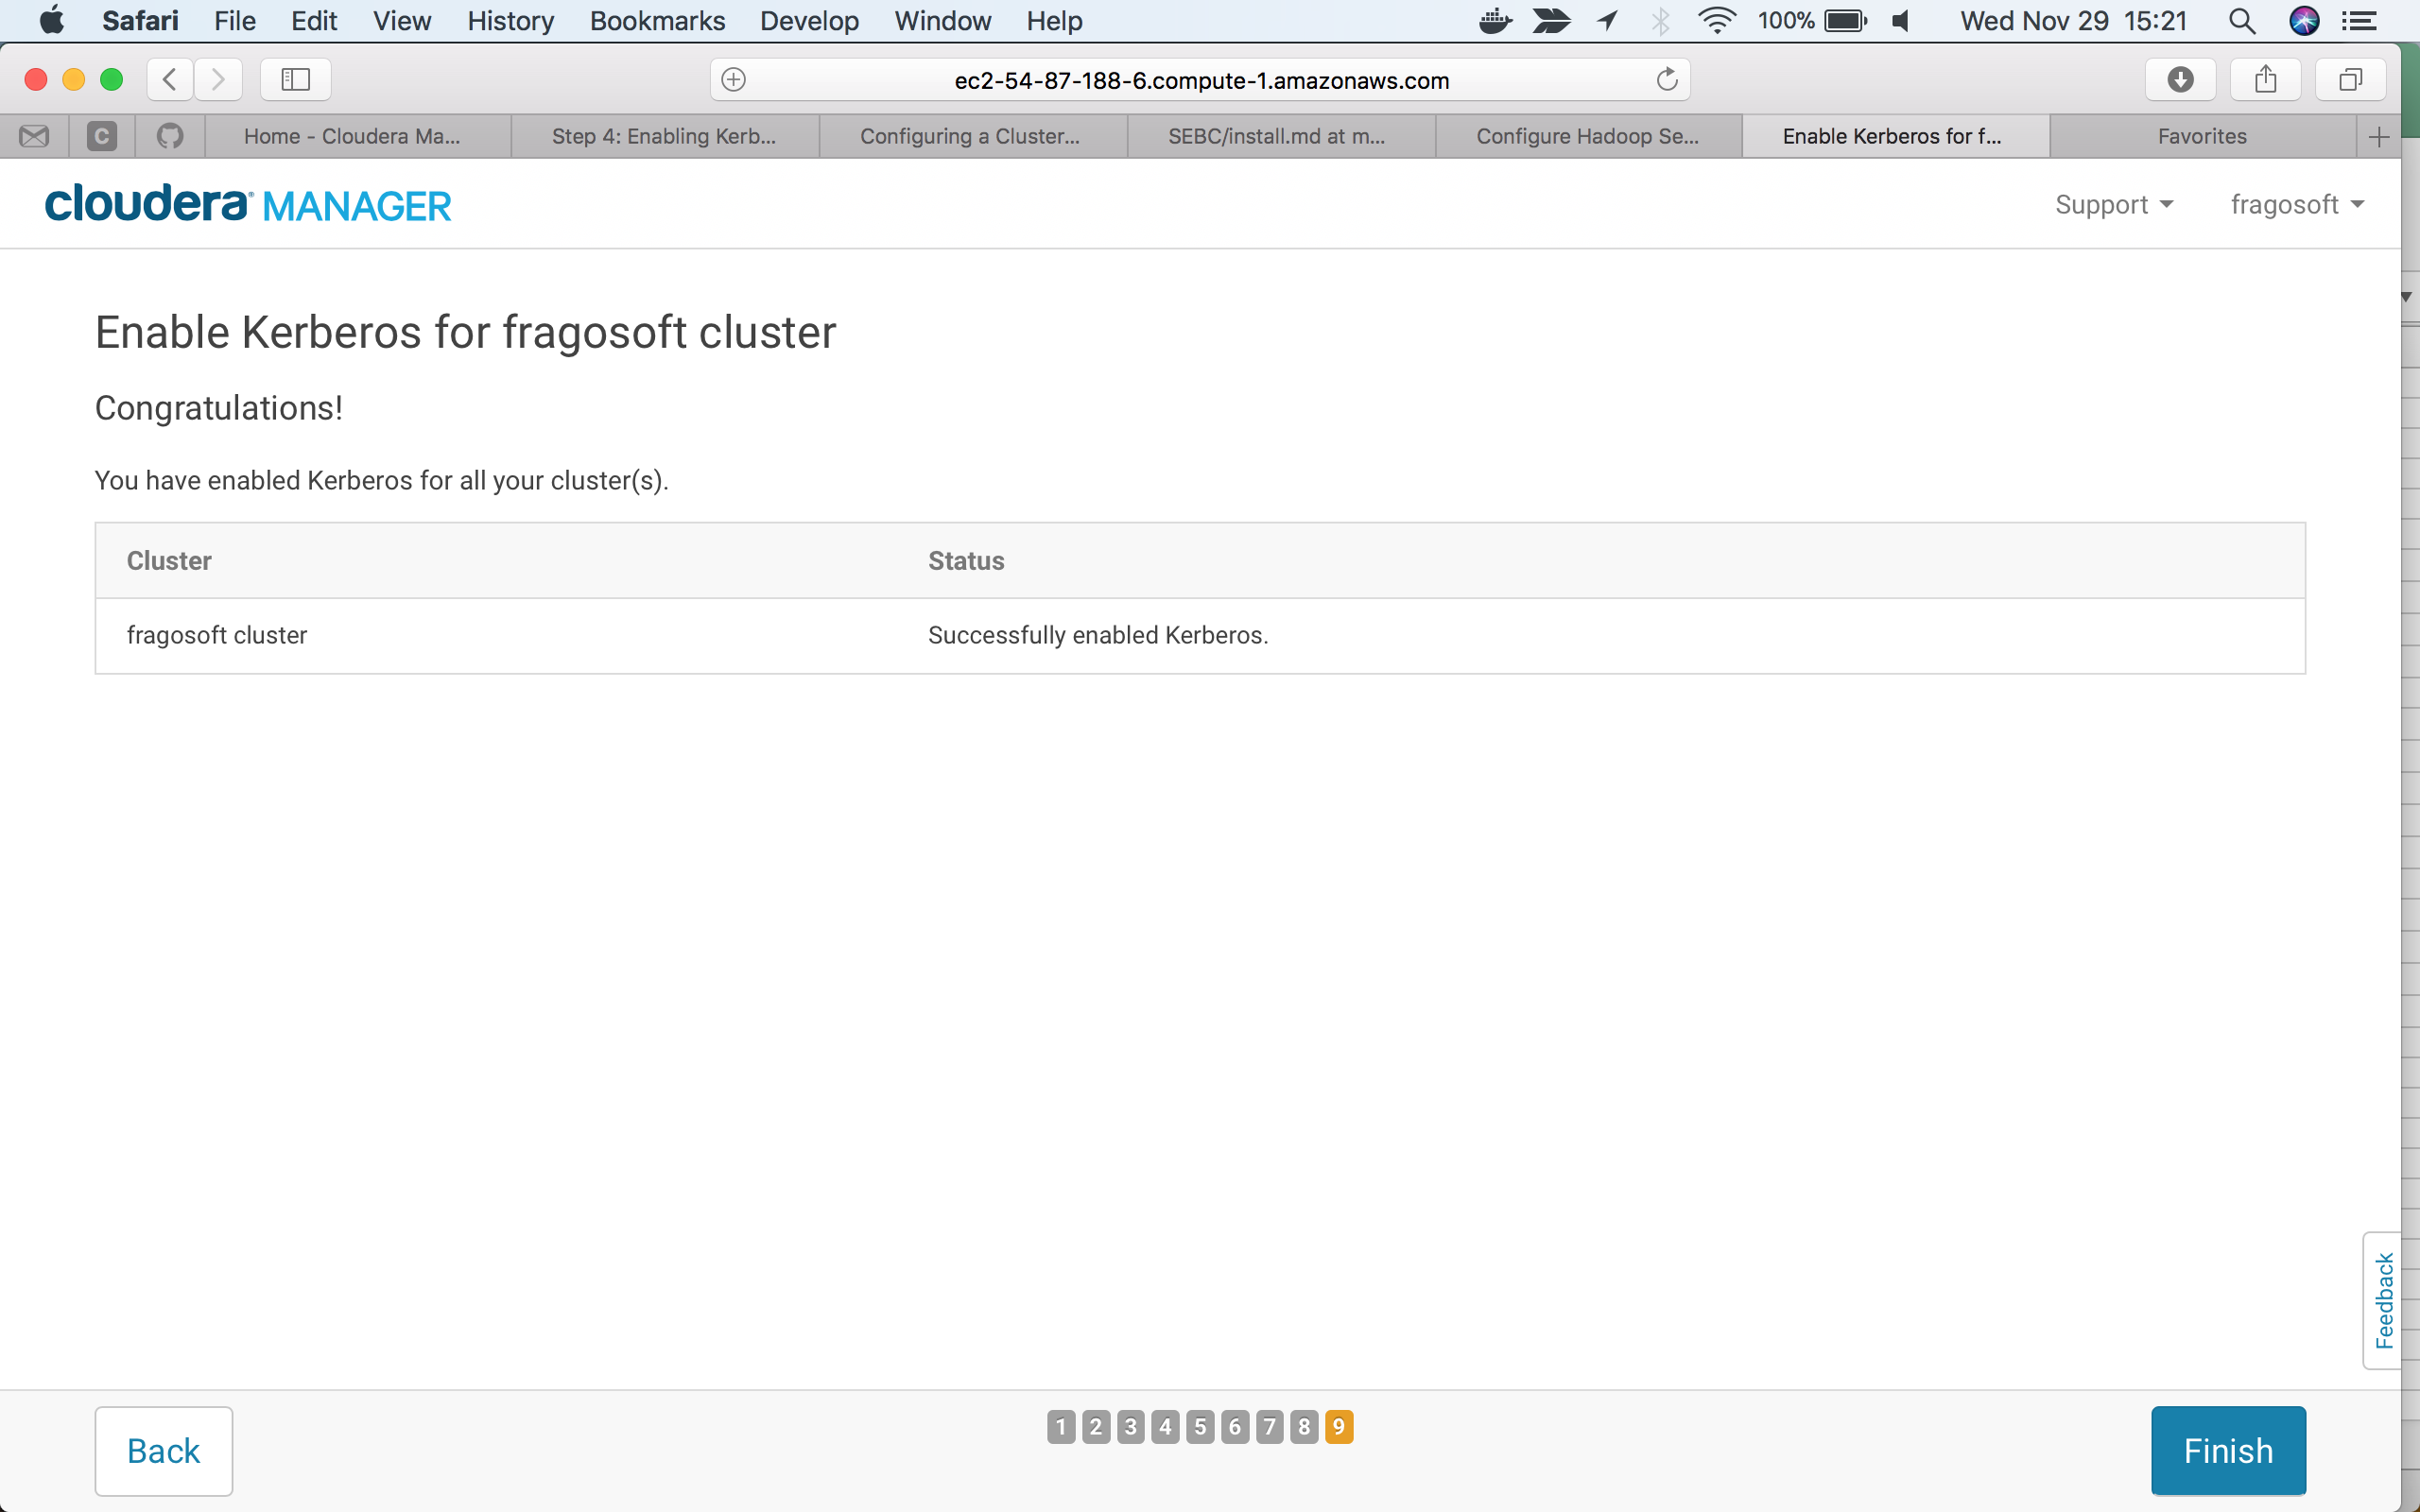 Safari File Edit View History Bookmarks Develop Window Help 100% Wed Nov 29 15:21
ec2-54-87-188-6.compute-1.amazonaws.com
C Home - Cloudera Ma... Step 4: Enabling Kerb... Configuring a Cluster... SEBC/install.md at m... Configure Hadoop Se... Enable Kerberos for f... Favorites
cloudera MANAGER Support fragosoft
Enable Kerberos for fragosoft cluster
Congratulations!
You have enabled Kerberos for all your cluster(s).
Cluster Status
fragosoft cluster Successfully enabled Kerberos.
Feedback
Back 1 2 3 4 5 6 7 8 9 Finish